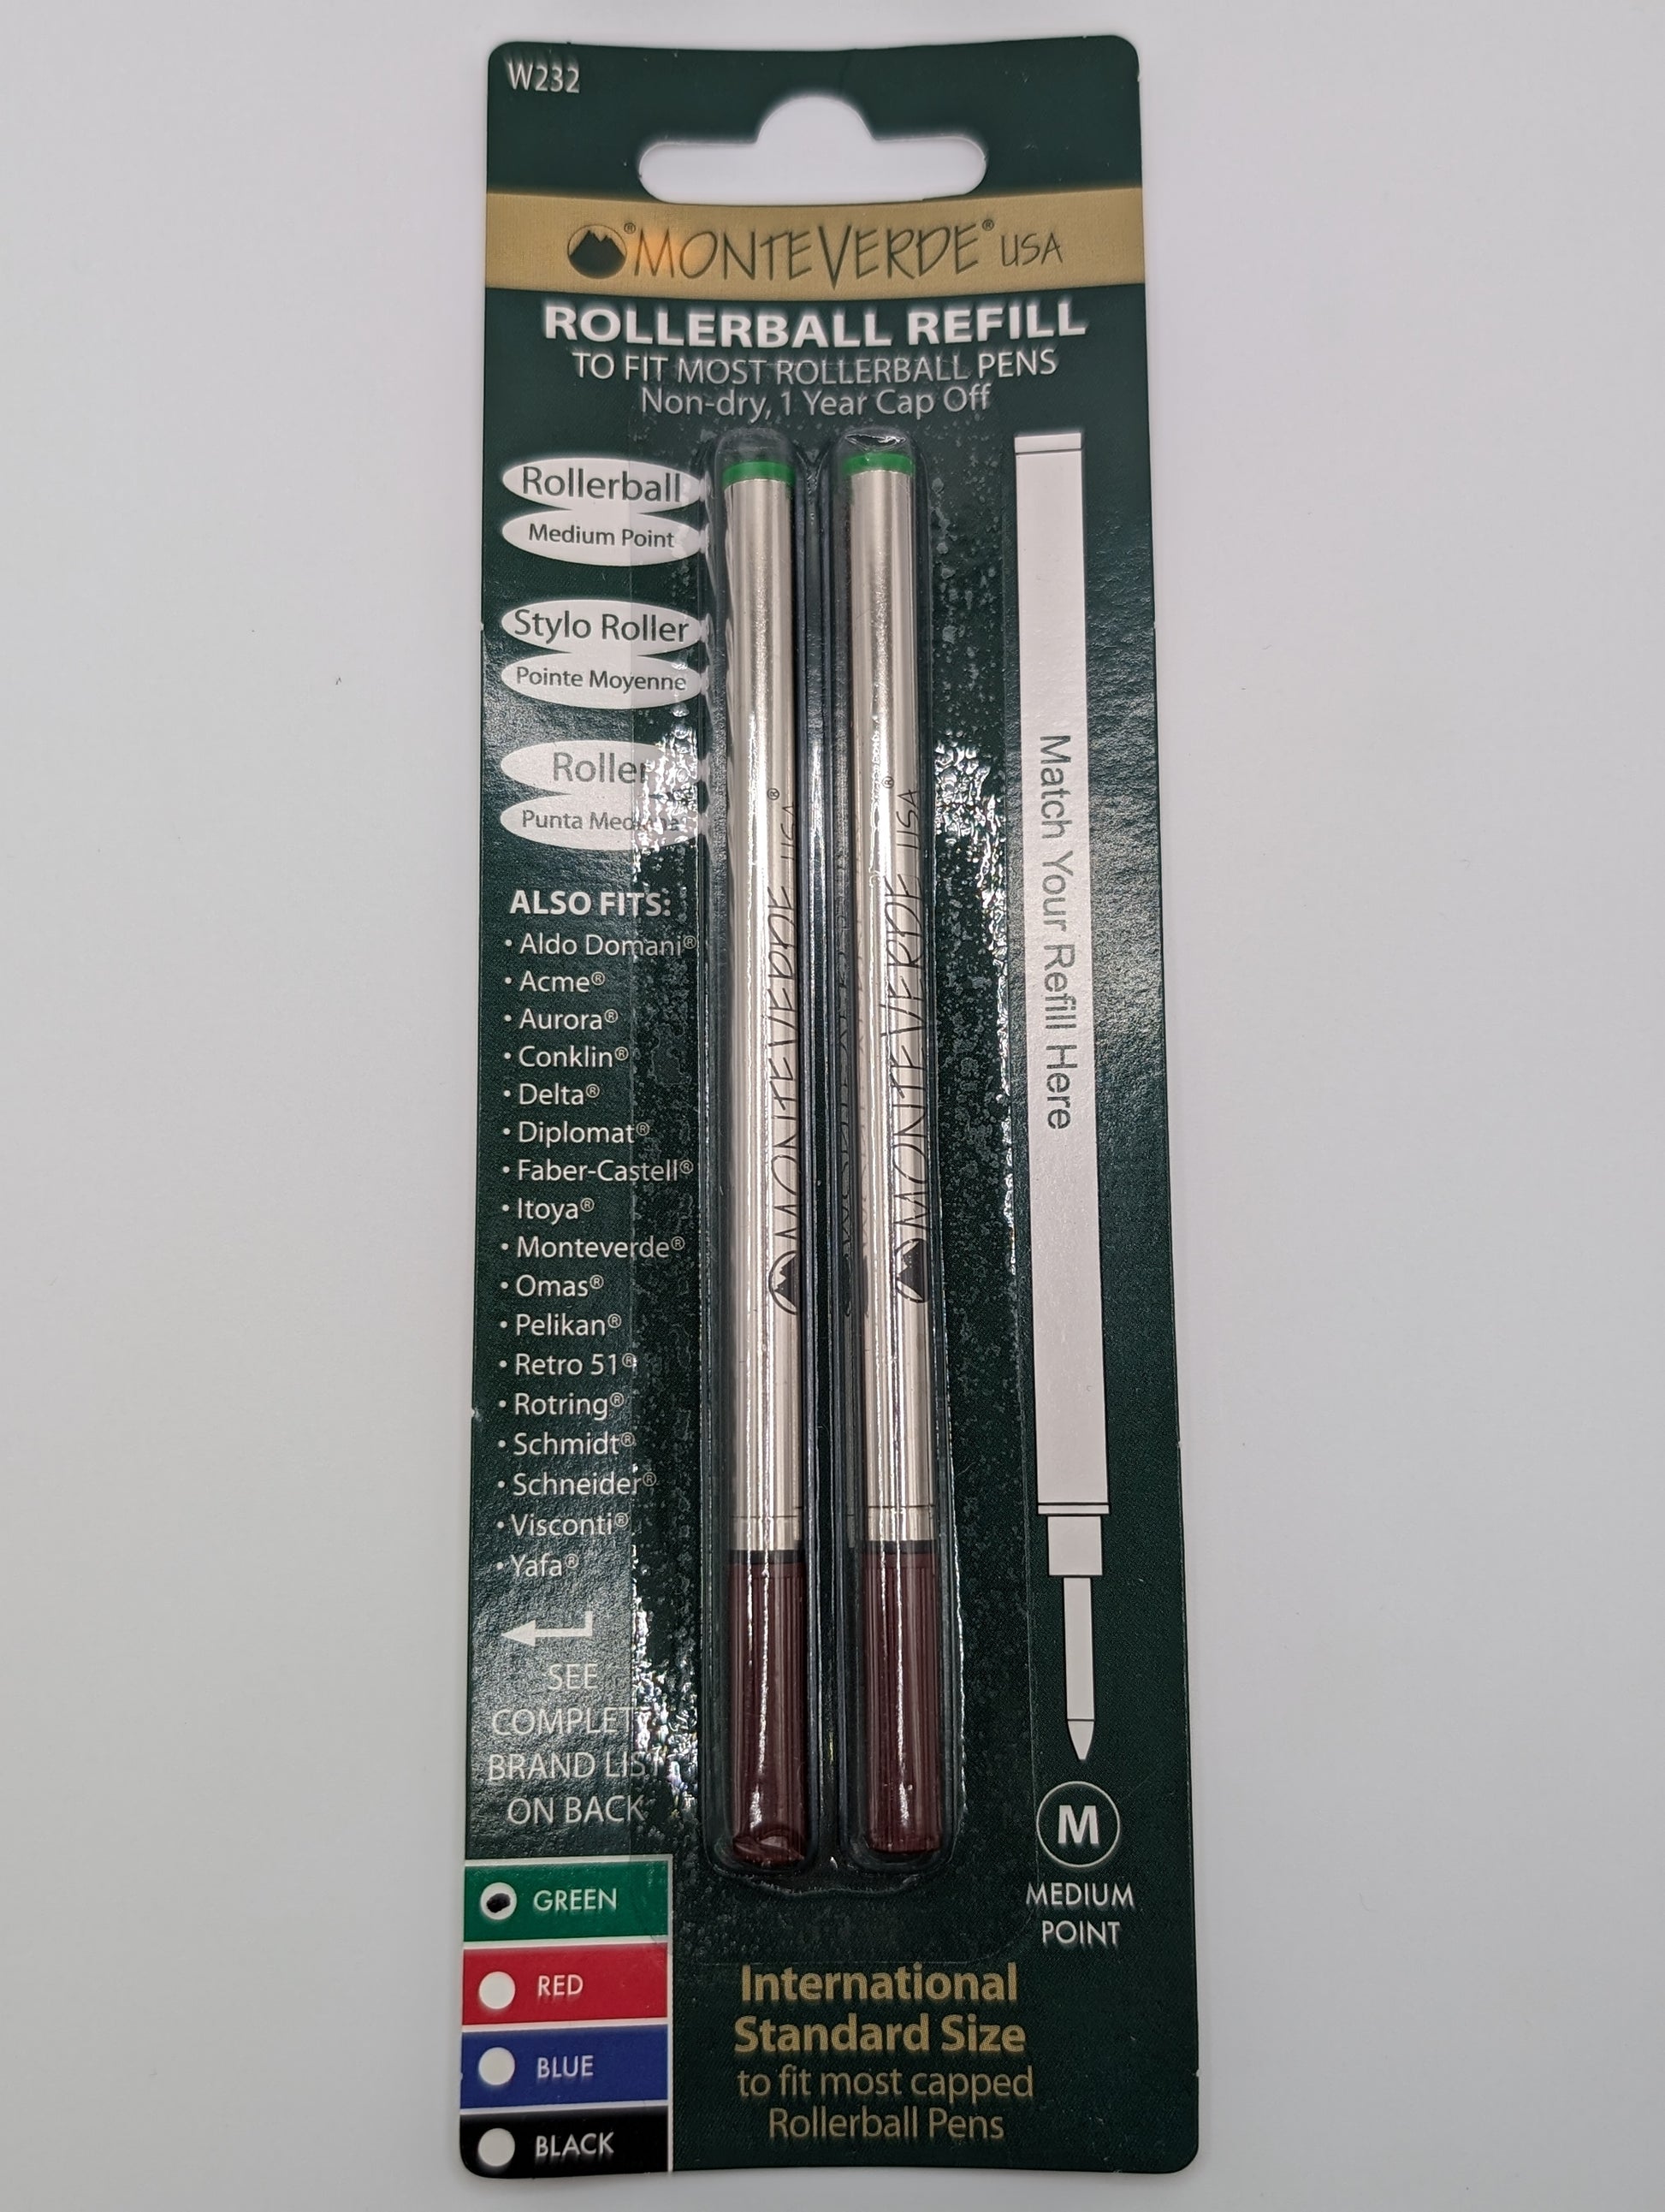 W232
®MONTEVERDE® USA
ROLLERBALL REFILL
TO FIT MOST ROLLERBALL PENS
Non-dry, 1 Year Cap Off
Rollerball
Medium Point
Stylo Roller
Pointe Moyenne
Roller
Punta
ALSO FITS:
• Aldo Domani®
• Acme®
• Aurora®
• Conklin®
• Delta®
• Diplomat®
• Faber-Castell®
• Itoya®
• Monteverde®
• Omas®
• Pelikan®
• Retro 51®
• Rotring®
• Schmidt®
• Schneider®
• Visconti®
• Yafa®
SEE
COMPLETE
BRAND LIST
ON BACK
MONTEVERDE USA®
MONTEVERDE USA®
Match Your Refill Here
M
MEDIUM
POINT
GREEN
RED
BLUE
BLACK
International
Standard Size
to fit most capped
Rollerball Pens